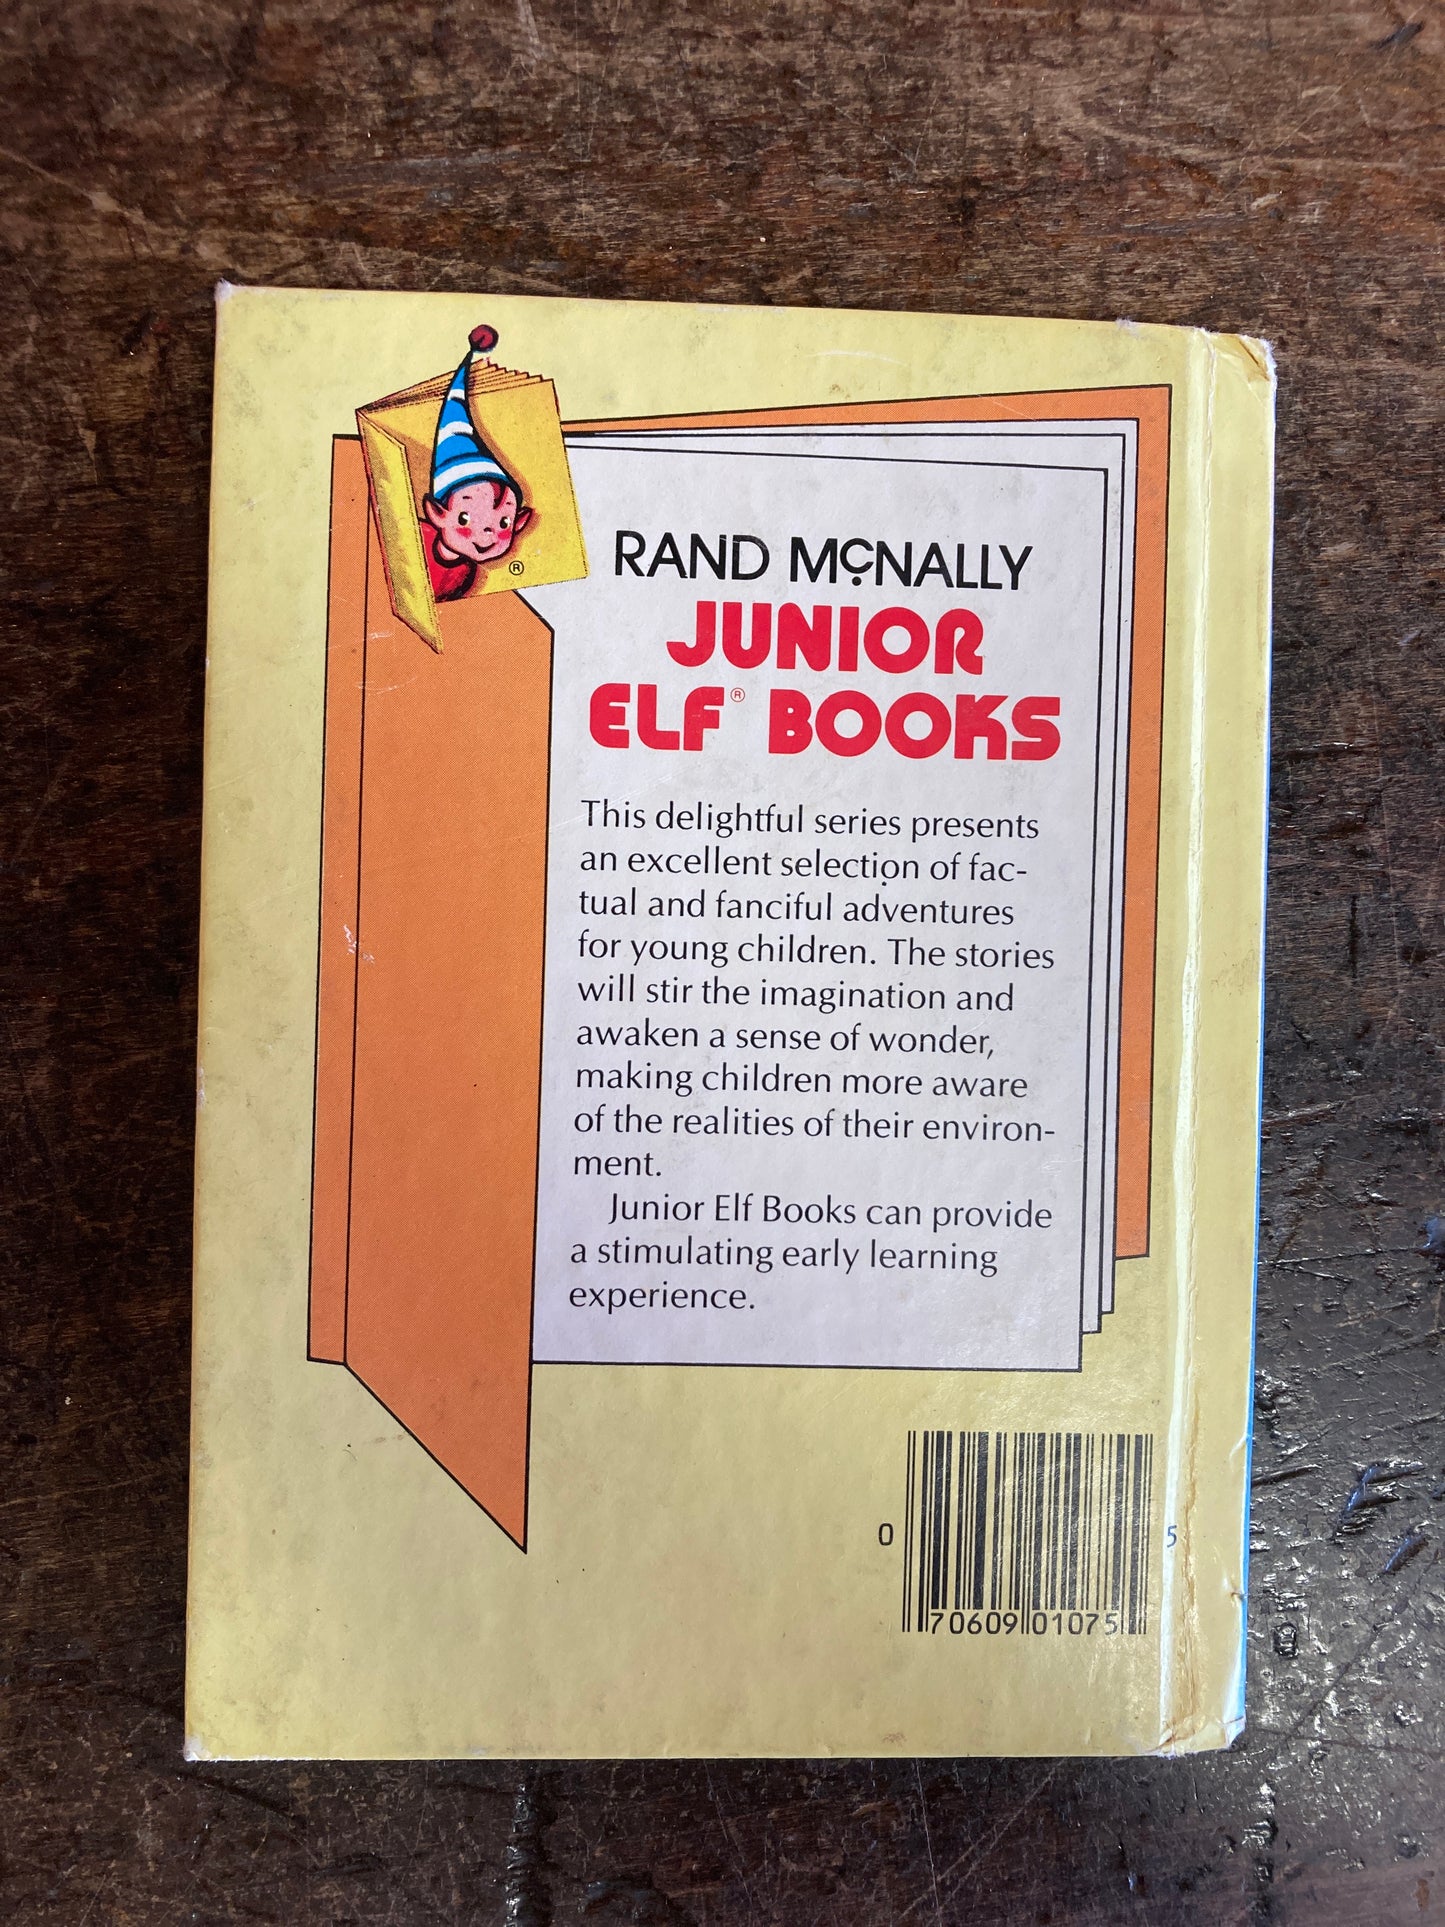 ®
RAND McNALLY
JUNIOR
ELF® BOOKS
This delightful series presents
an excellent selection of fac-
tual and fanciful adventures
for young children. The stories
will stir the imagination and
awaken a sense of wonder,
making children more aware
of the realities of their environ-
ment.
Junior Elf Books can provide
a stimulating early learning
experience.
0 70609 01075 5